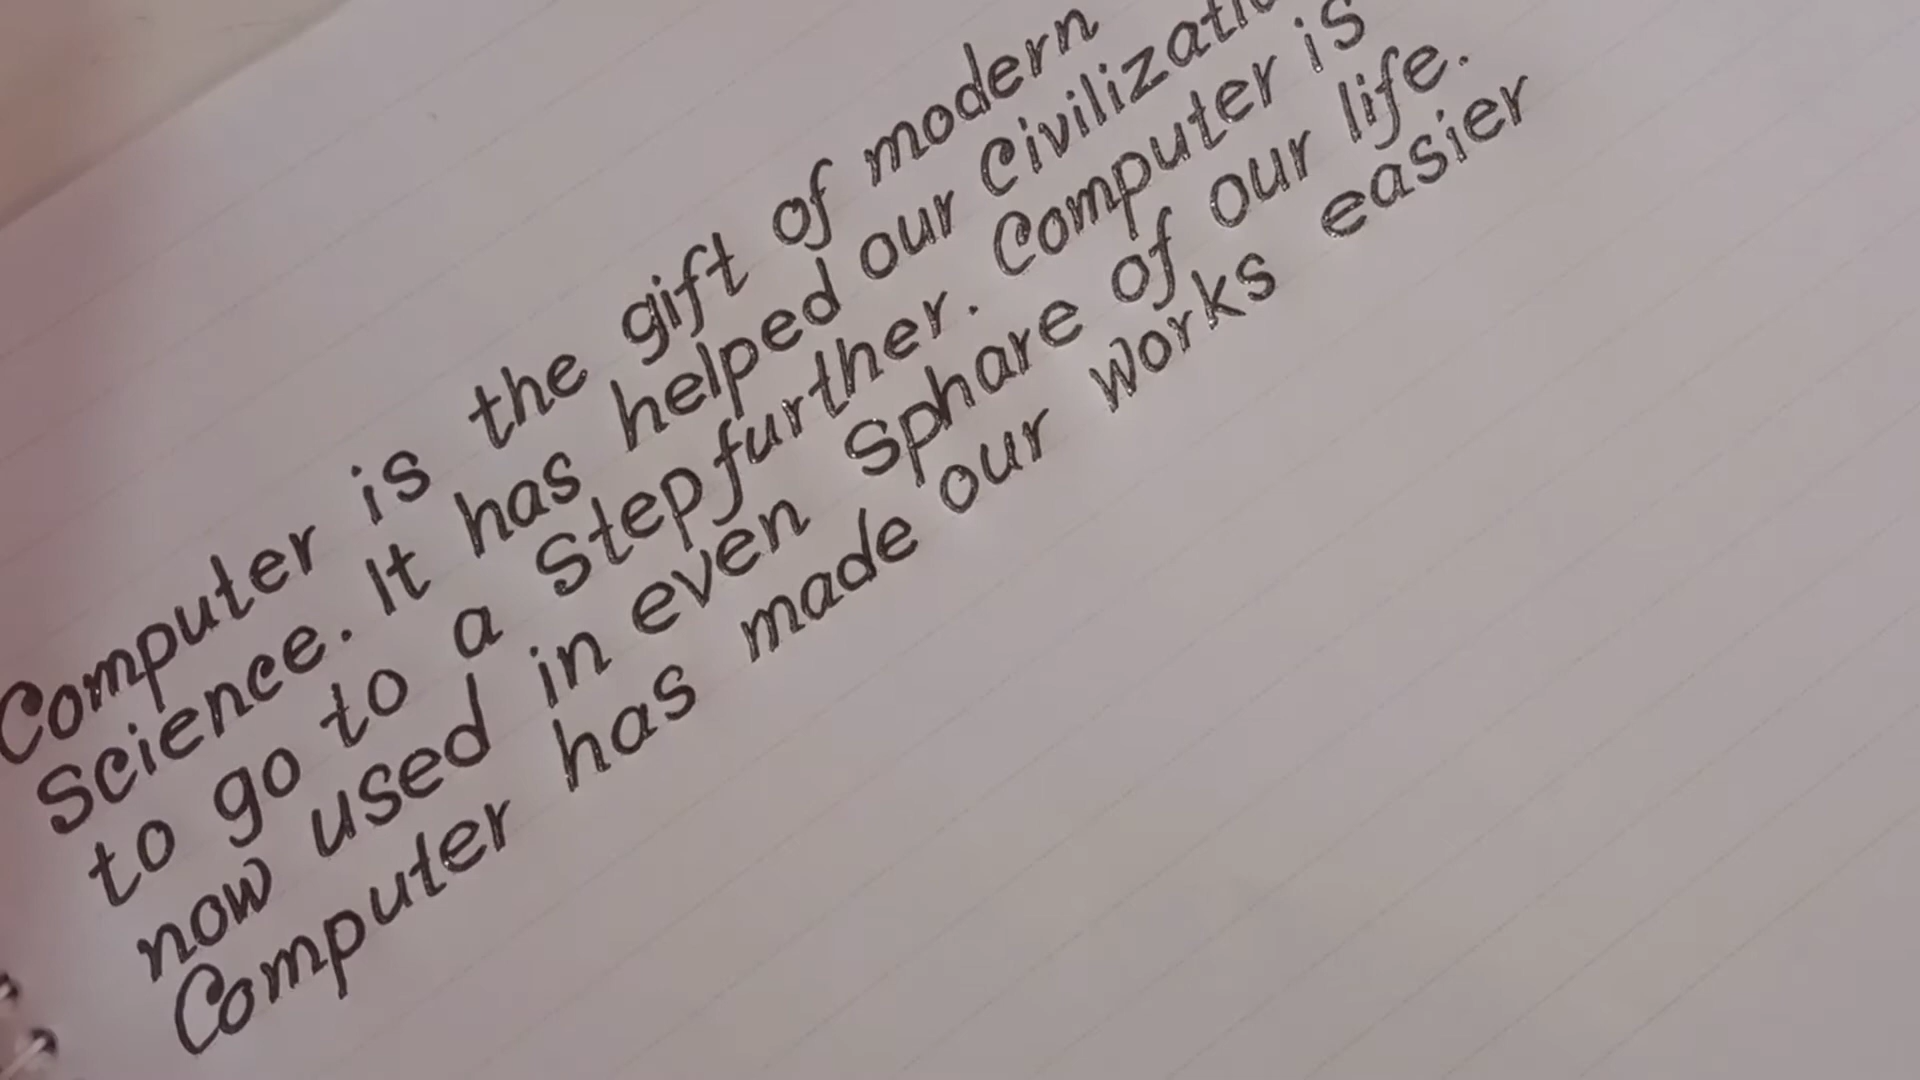 Computer is the gift of modern
Science. It has helped our Civilizatio
to go to a Stepfurther. Computer is
now used in even Sphare of our life.
Computer has made our works easier